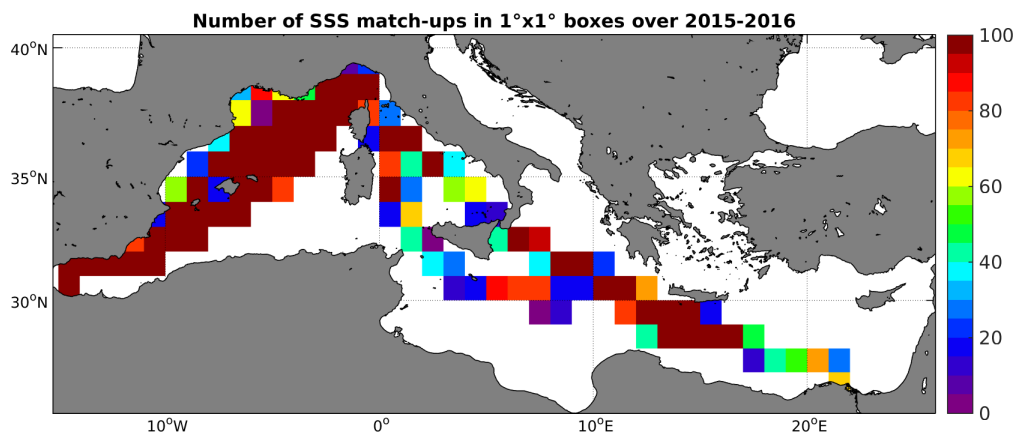 Number of SSS match-ups in 1°x1° boxes over 2015-2016
40°N
35°N
30°N
10°W
0°
10°E
20°E
100
80
60
40
20
0